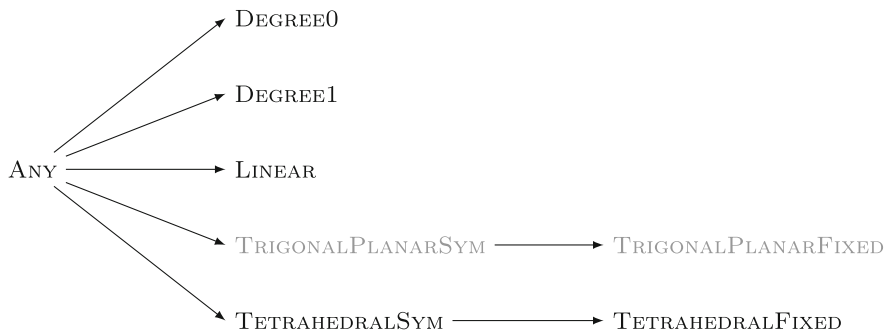 Degree0
Degree1
Any
Linear
TrigonalPlanarSym
TrigonalPlanarFixed
TetrahedralSym
TetrahedralFixed